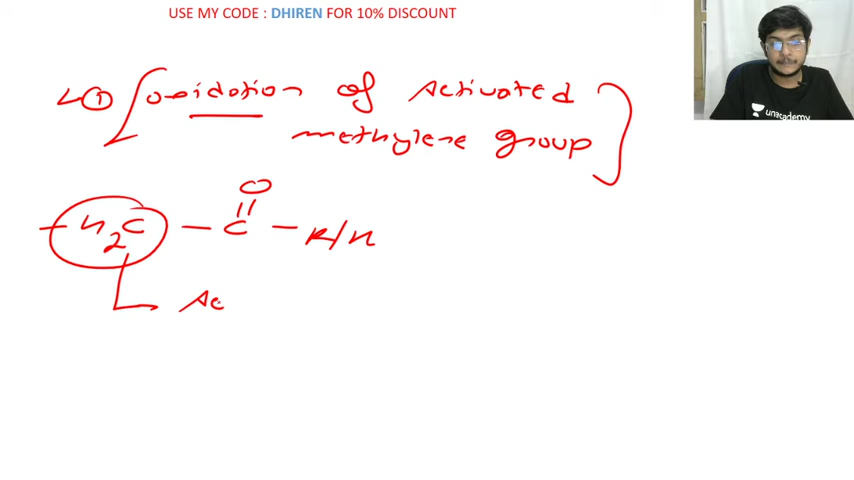 USE MY CODE : DHIREN FOR 10% DISCOUNT
① oxidation of Activated
methylene group
O
- H2C - C - R/H
Ac
unacademy